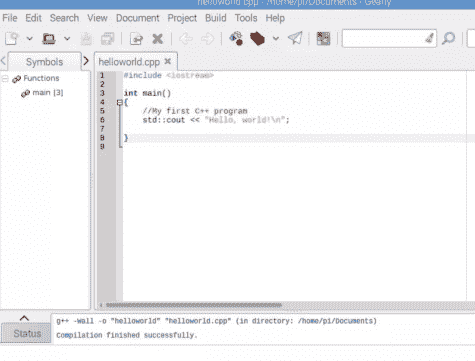 helloworld.cpp - /home/pi/Documents - Geany
File Edit Search View Document Project Build Tools Help
Symbols
helloworld.cpp
Functions
main [3]
1 #include <iostream>
2
3 int main()
4 {
5 //My first C++ program
6 std::cout << "Hello, world!\n";
7
8 }
9
Status
g++ -Wall -o "helloworld" "helloworld.cpp" (in directory: /home/pi/Documents)
Compilation finished successfully.